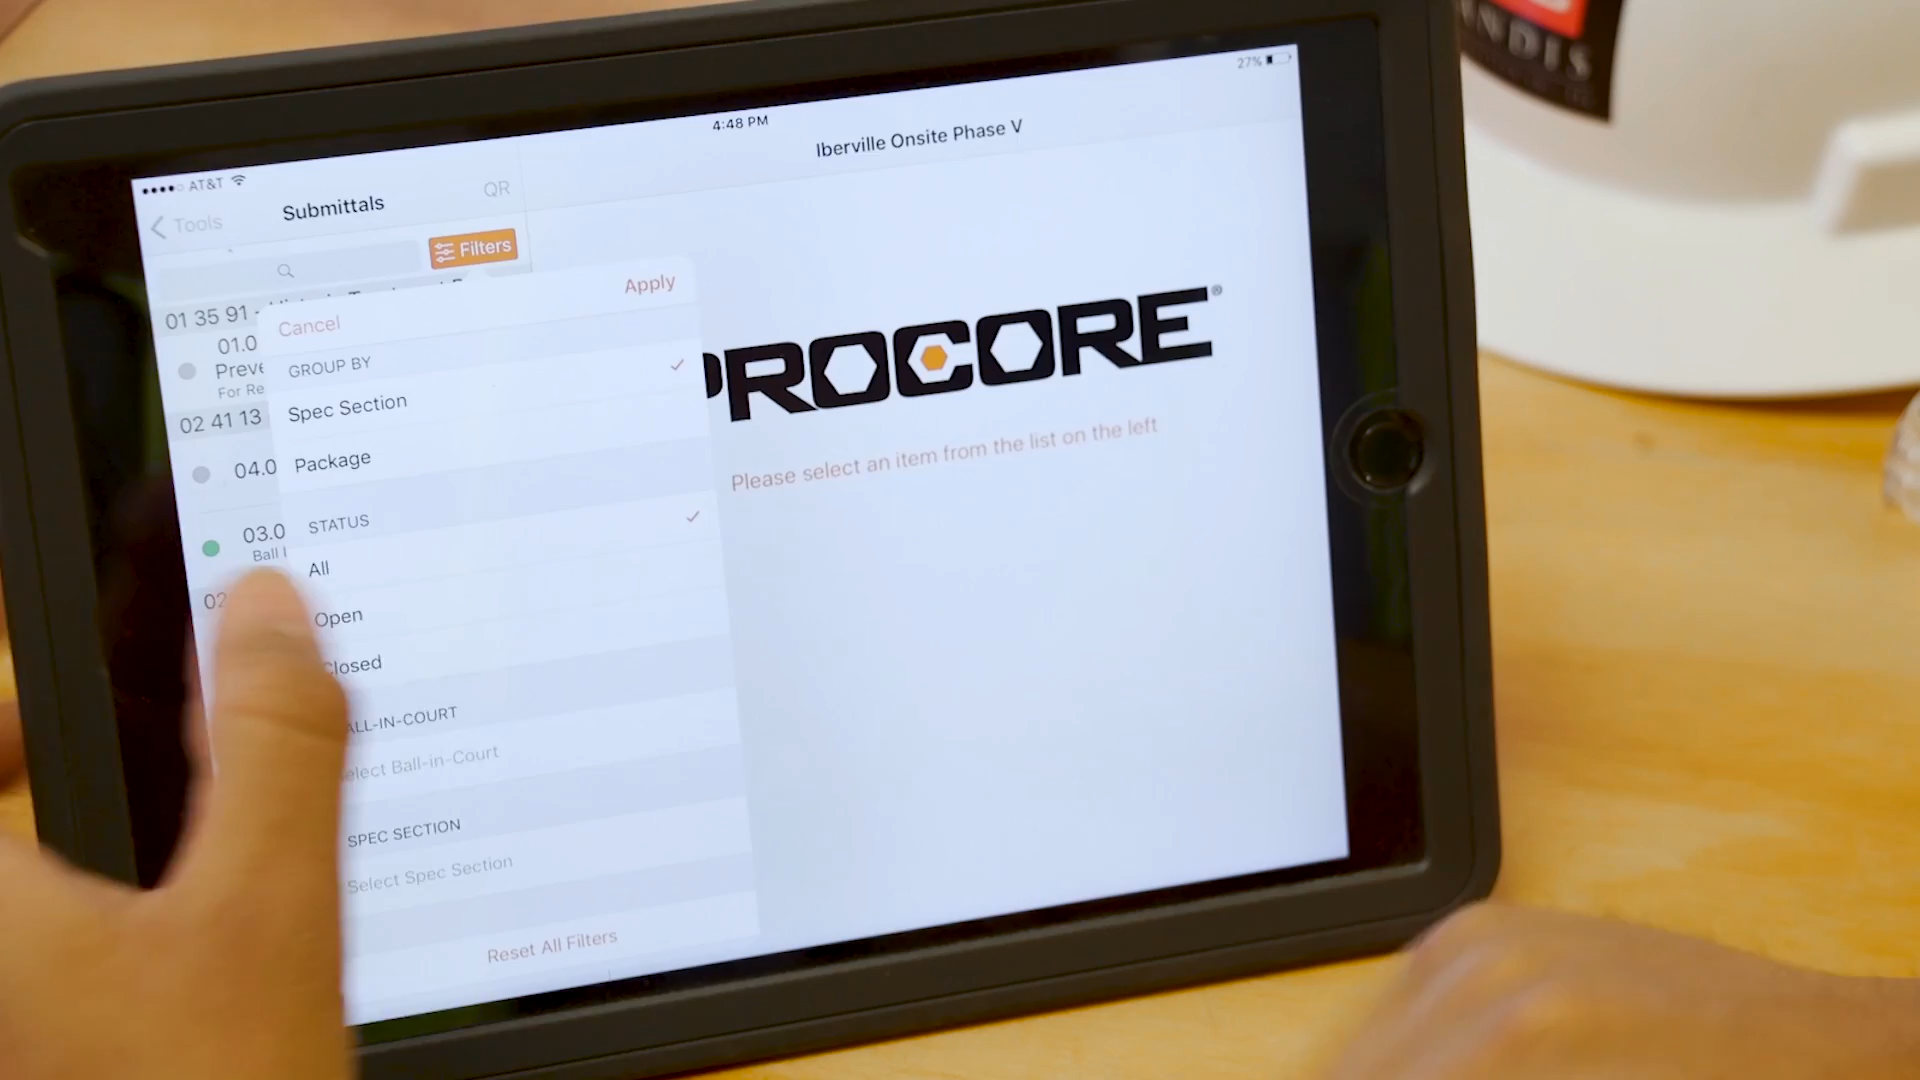 27%
4:48 PM
Iberville Onsite Phase V
AT&T
Tools
Submittals
QR
Filters
01 35 91 -
Cancel
Apply
01.0
Preve
For Re
GROUP BY
Spec Section
02 41 13
Package
04.0
STATUS
03.0
Ball I
All
02
Open
Closed
ALL-IN-COURT
elect Ball-in-Court
SPEC SECTION
Select Spec Section
Reset All Filters
PROCORE®
Please select an item from the list on the left
ANDIS